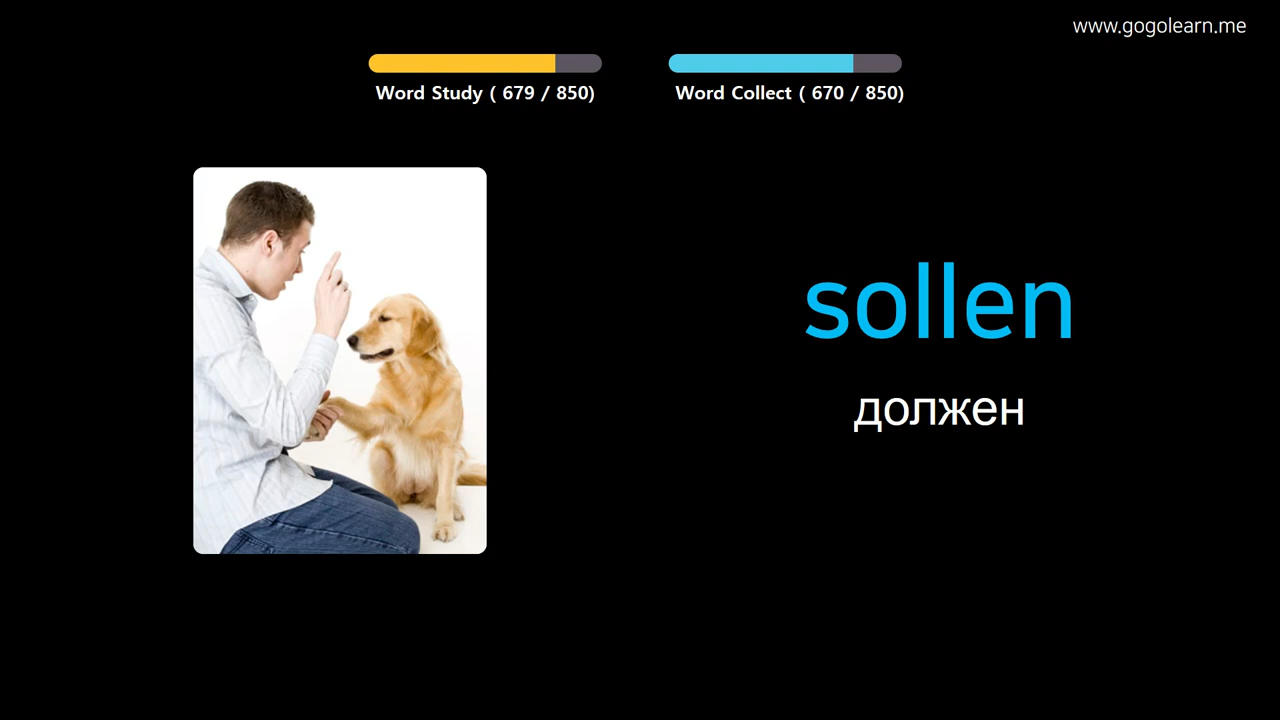 www.gogolearn.me
Word Study ( 679 / 850)
Word Collect ( 670 / 850)
sollen
должен